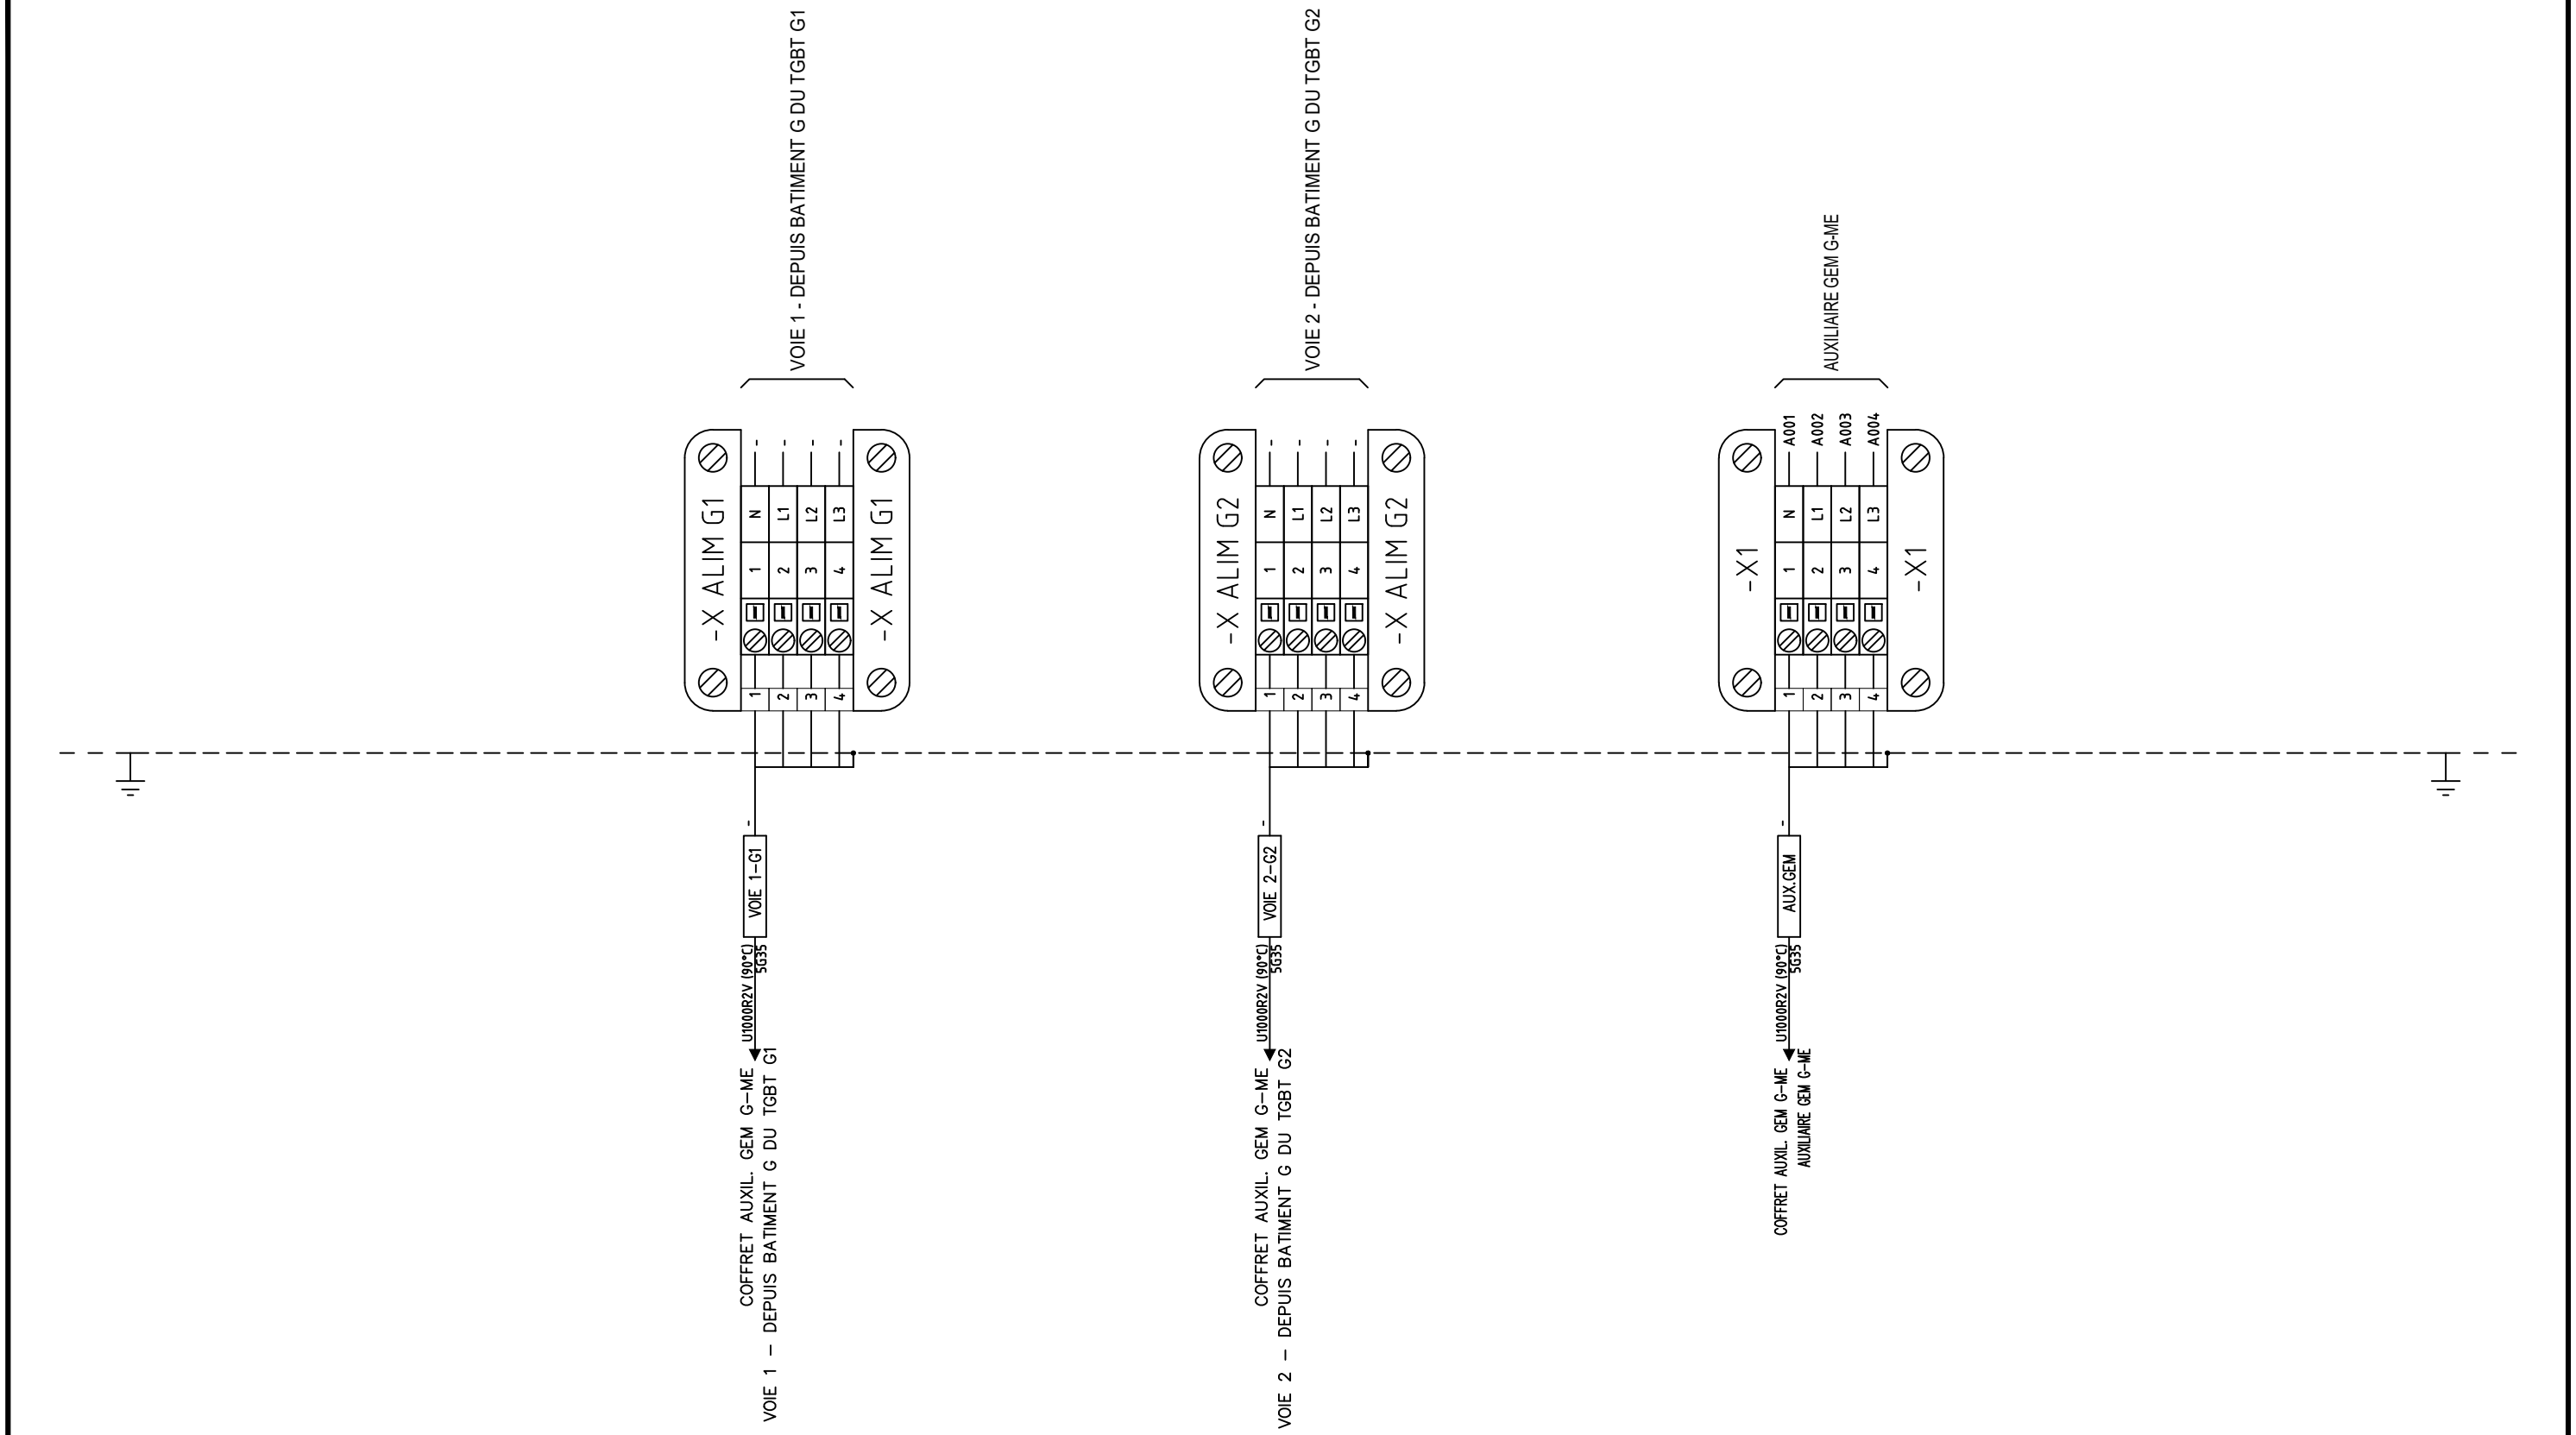 VOIE 1 - DEPUIS BATIMENT G DU TGBT G1
-X ALIM G1
N
L1
L2
L3
1
2
3
4
1
2
3
4
-
-
-
-
-X ALIM G1
-
VOIE 1-G1
U1000R2V (90°C)
5G35
COFFRET AUXIL. GEM G-ME
VOIE 1 - DEPUIS BATIMENT G DU TGBT G1
VOIE 2 - DEPUIS BATIMENT G DU TGBT G2
-X ALIM G2
N
L1
L2
L3
1
2
3
4
1
2
3
4
-
-
-
-
-X ALIM G2
-
VOIE 2-G2
U1000R2V (90°C)
5G35
COFFRET AUXIL. GEM G-ME
VOIE 2 - DEPUIS BATIMENT G DU TGBT G2
AUXILIAIRE GEM G-ME
A001
A002
A003
A004
-X1
N
L1
L2
L3
1
2
3
4
1
2
3
4
-X1
-
AUX.GEM
U1000R2V (90°C)
5G35
COFFRET AUXIL. GEM G-ME
AUXILIAIRE GEM G-ME